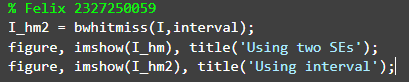 % Felix 2327250059
I_hm2 = bwhitmiss(I,interval);
figure, imshow(I_hm), title('Using two SEs');
figure, imshow(I_hm2), title('Using interval');